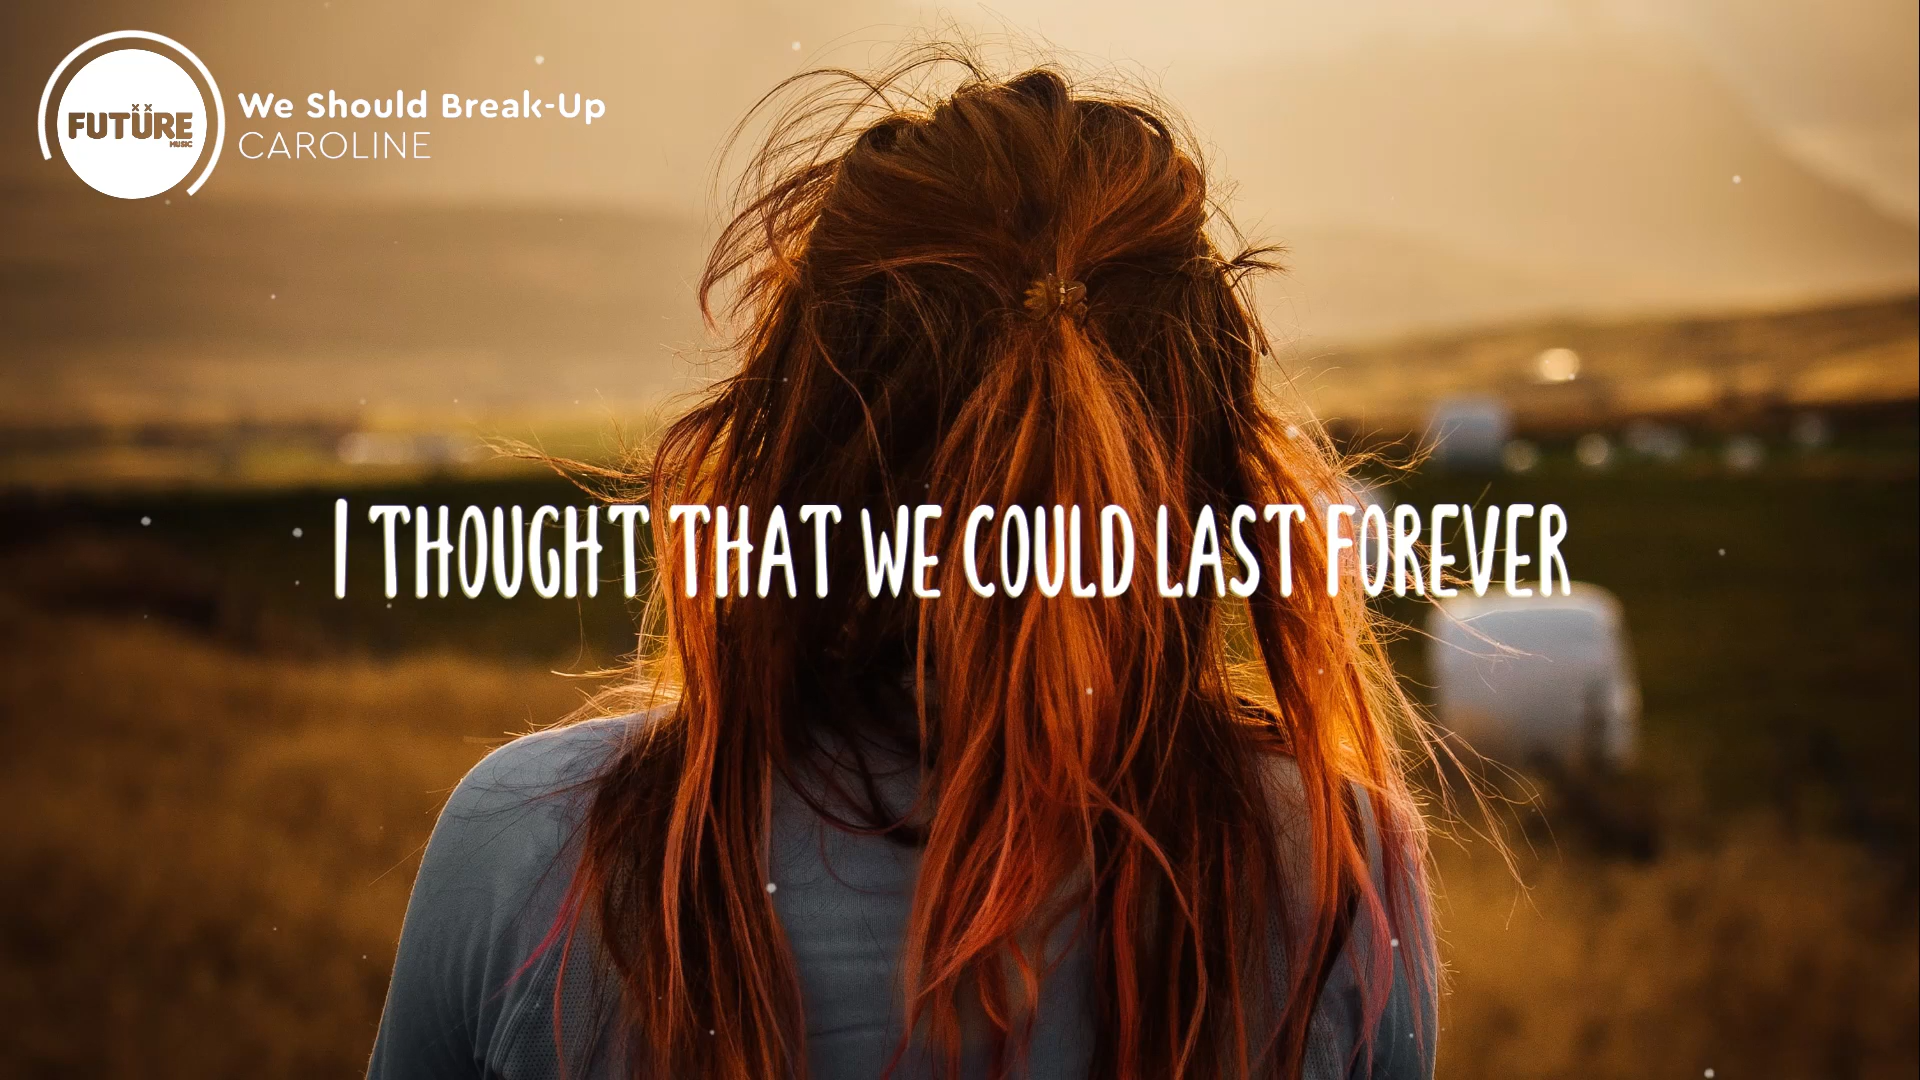 FUTURE
MUSIC
We Should Break-Up
CAROLINE
I THOUGHT THAT WE COULD LAST FOREVER